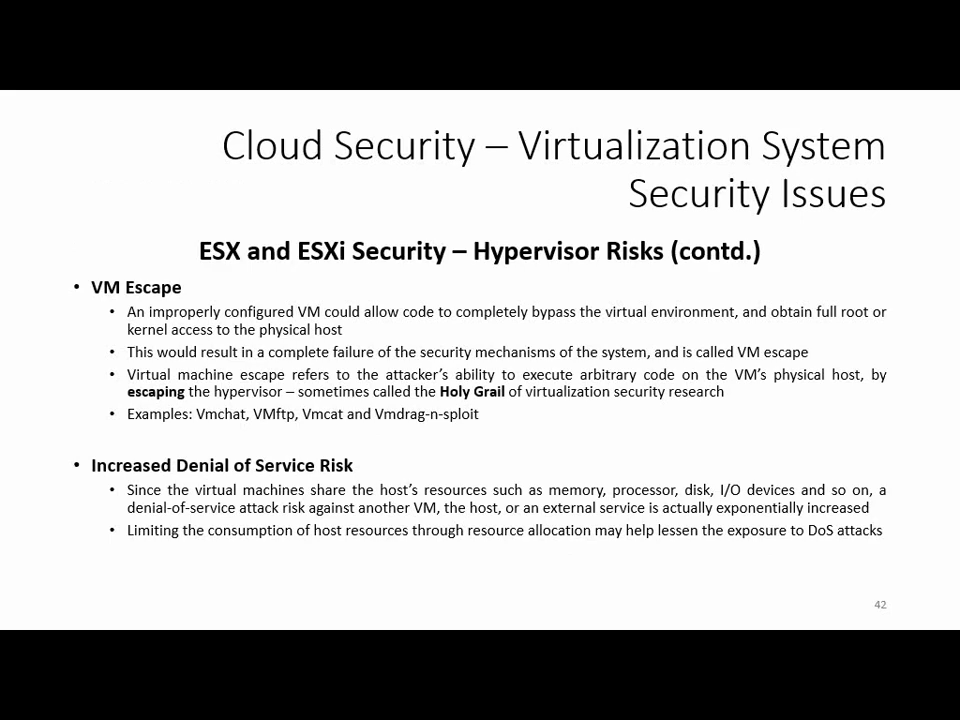 Cloud Security – Virtualization System
Security Issues
ESX and ESXi Security – Hypervisor Risks (contd.)
• VM Escape
• An improperly configured VM could allow code to completely bypass the virtual environment, and obtain full root or
kernel access to the physical host
• This would result in a complete failure of the security mechanisms of the system, and is called VM escape
• Virtual machine escape refers to the attacker's ability to execute arbitrary code on the VM's physical host, by
escaping the hypervisor – sometimes called the Holy Grail of virtualization security research
• Examples: Vmchat, VMftp, Vmcat and Vmdrag-n-sploit
• Increased Denial of Service Risk
• Since the virtual machines share the host's resources such as memory, processor, disk, I/O devices and so on, a
denial-of-service attack risk against another VM, the host, or an external service is actually exponentially increased
• Limiting the consumption of host resources through resource allocation may help lessen the exposure to DoS attacks
42